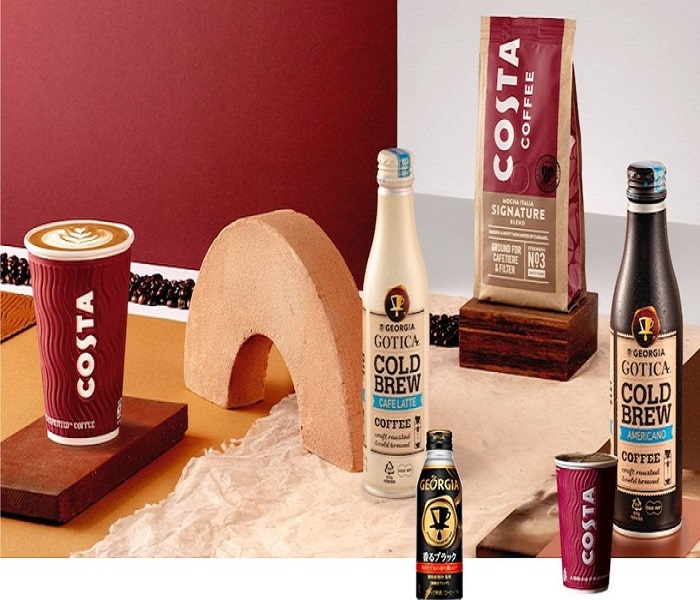 COSTA
COFFEE
MOCHA ITALIA
SIGNATURE
BLEND
GROUND FOR
CAFETIERE
& FILTER
STRENGTH
Nº3
COSTA
GEORGIA
GOTICA
COLD
BREW
CAFE LATTE
COFFEE
craft roasted
& cold brewed
GEORGIA
GOTICA
COLD
BREW
AMERICANO
COFFEE
craft roasted
& cold brewed
GEORGIA
香るブラック
COSTA